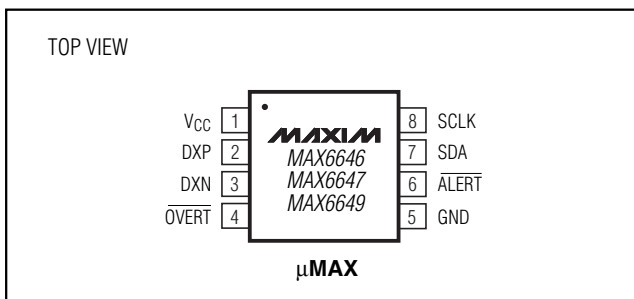 TOP VIEW
VCC 1
DXP 2
DXN 3
OVERT 4
MAXIM
MAX6646
MAX6647
MAX6649
8 SCLK
7 SDA
6 ALERT
5 GND
μMAX